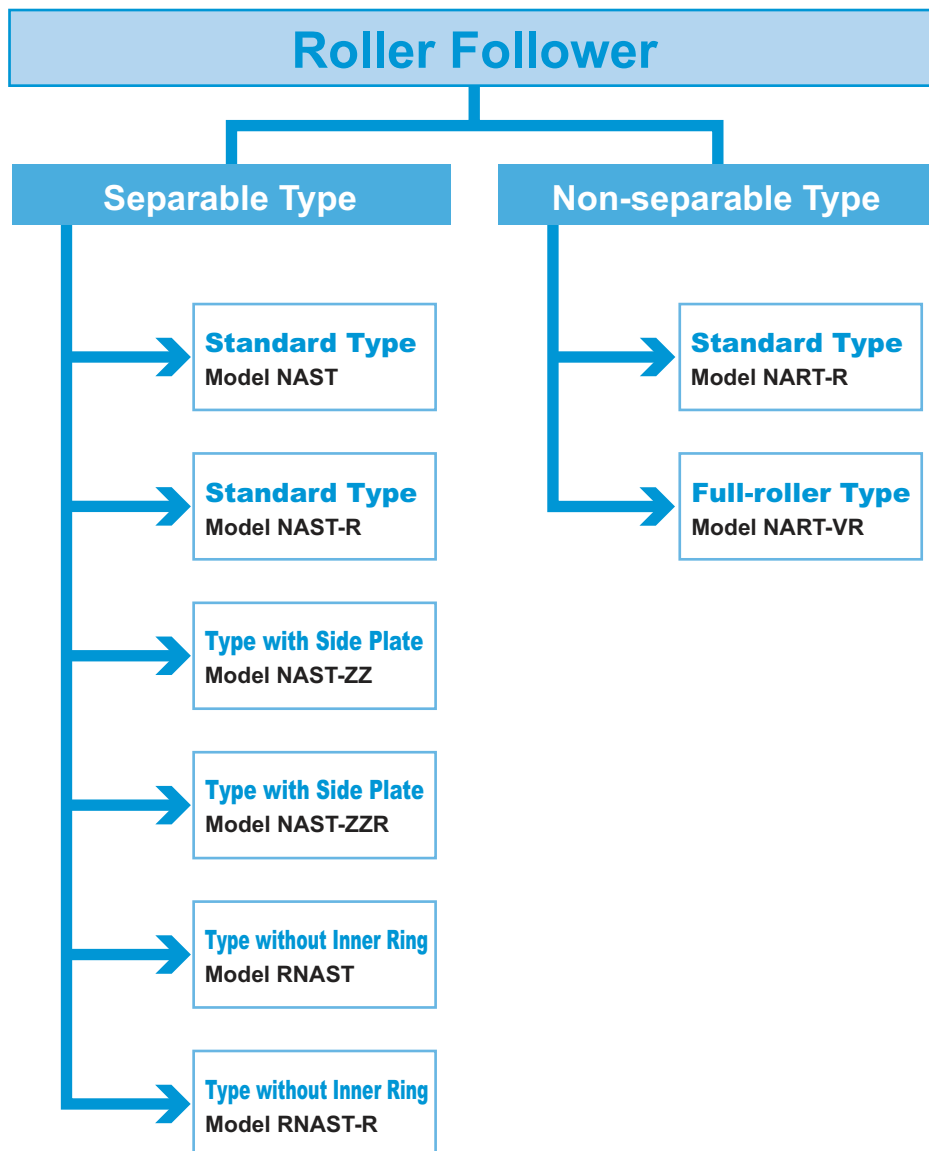 Roller Follower
Separable Type
Standard Type
Model NAST
Standard Type
Model NAST-R
Type with Side Plate
Model NAST-ZZ
Type with Side Plate
Model NAST-ZZR
Type without Inner Ring
Model RNAST
Type without Inner Ring
Model RNAST-R
Non-separable Type
Standard Type
Model NART-R
Full-roller Type
Model NART-VR